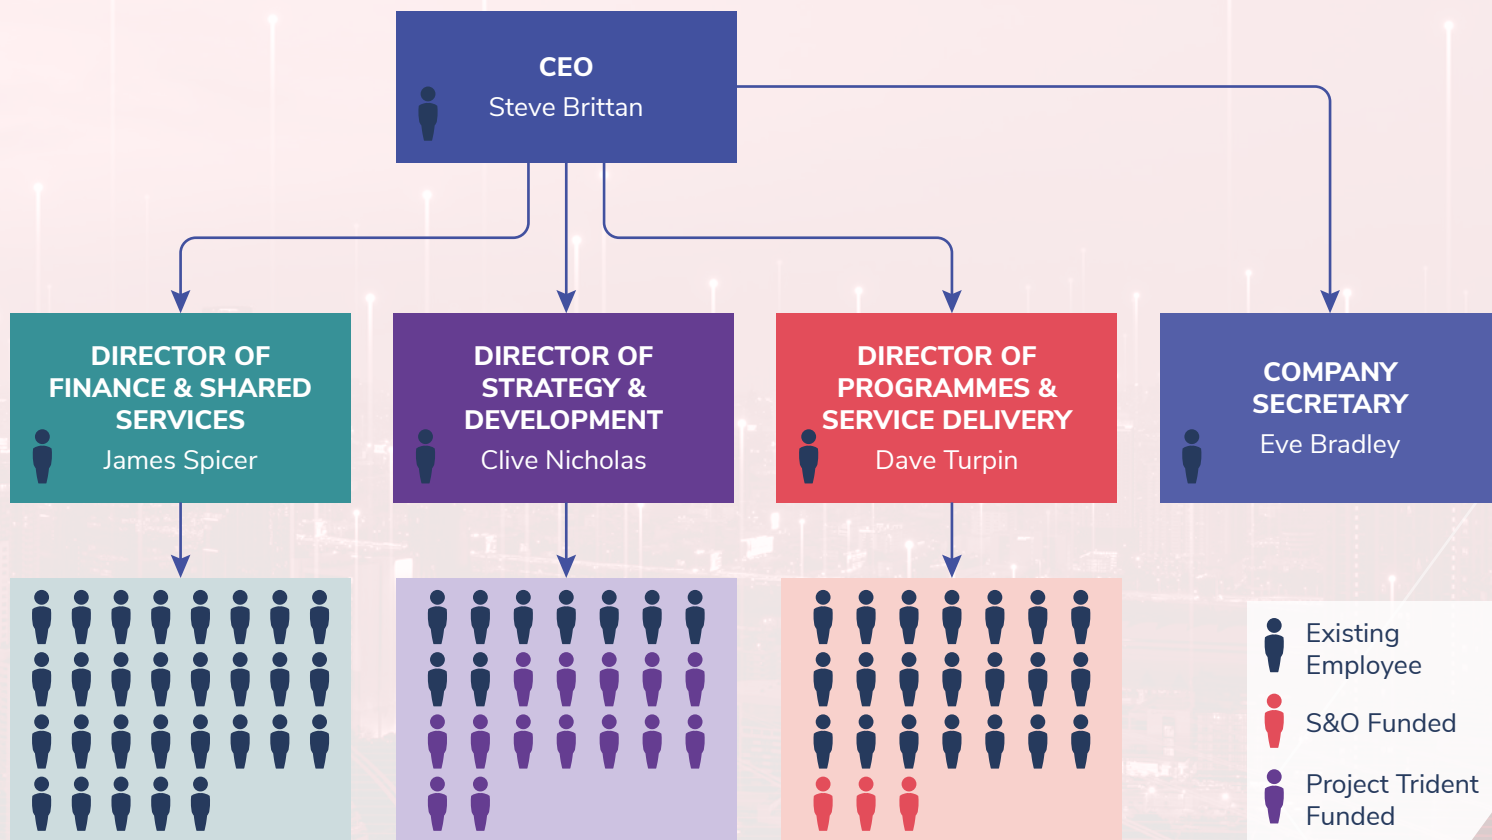 CEO
Steve Brittan
DIRECTOR OF
FINANCE & SHARED
SERVICES
James Spicer
DIRECTOR OF
STRATEGY &
DEVELOPMENT
Clive Nicholas
DIRECTOR OF
PROGRAMMES &
SERVICE DELIVERY
Dave Turpin
COMPANY
SECRETARY
Eve Bradley
Existing
Employee
S&O Funded
Project Trident
Funded